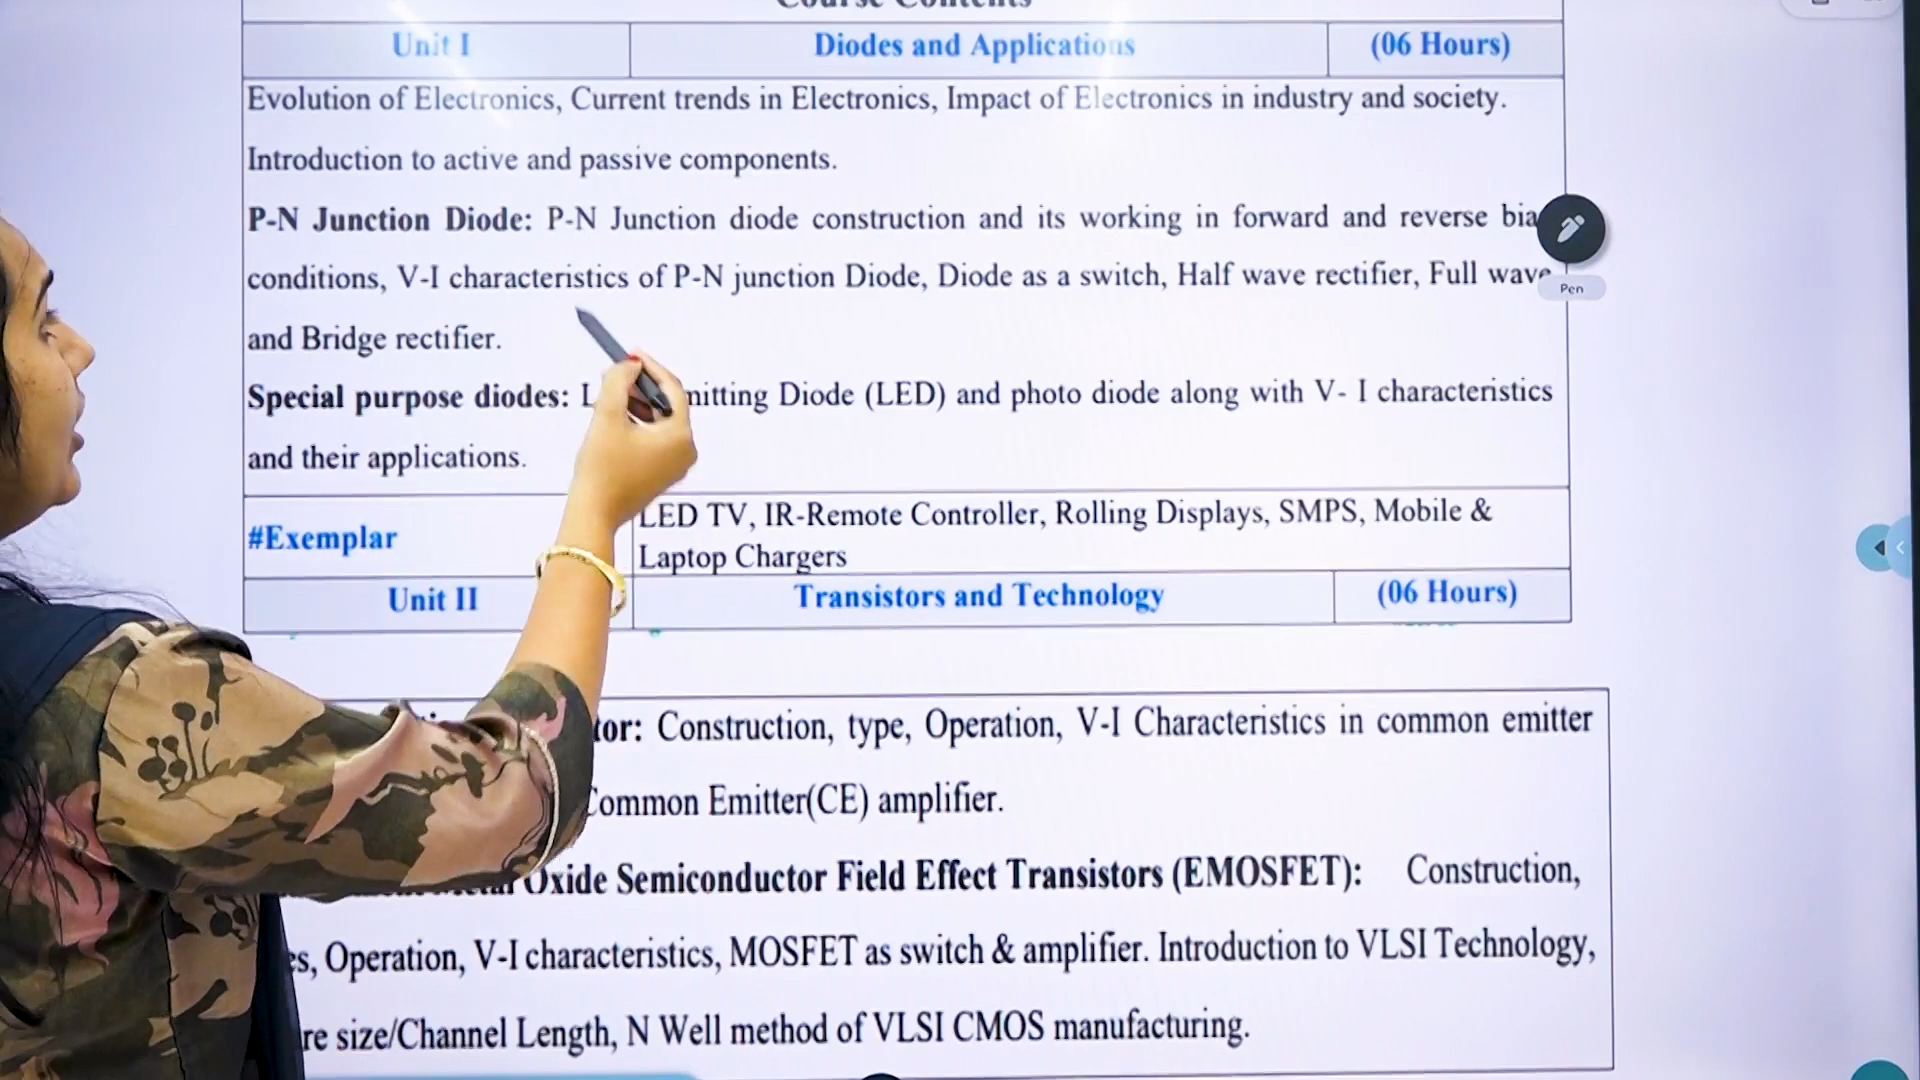 Course Contents
Unit I Diodes and Applications (06 Hours)
Evolution of Electronics, Current trends in Electronics, Impact of Electronics in industry and society.
Introduction to active and passive components.
P-N Junction Diode: P-N Junction diode construction and its working in forward and reverse bia
conditions, V-I characteristics of P-N junction Diode, Diode as a switch, Half wave rectifier, Full wave
Pen
and Bridge rectifier.
Special purpose diodes: L mitting Diode (LED) and photo diode along with V- I characteristics
and their applications.
#Exemplar LED TV, IR-Remote Controller, Rolling Displays, SMPS, Mobile &
Laptop Chargers
Unit II Transistors and Technology (06 Hours)
tor: Construction, type, Operation, V-I Characteristics in common emitter
Common Emitter(CE) amplifier.
Oxide Semiconductor Field Effect Transistors (EMOSFET): Construction,
es, Operation, V-I characteristics, MOSFET as switch & amplifier. Introduction to VLSI Technology,
re size/Channel Length, N Well method of VLSI CMOS manufacturing.